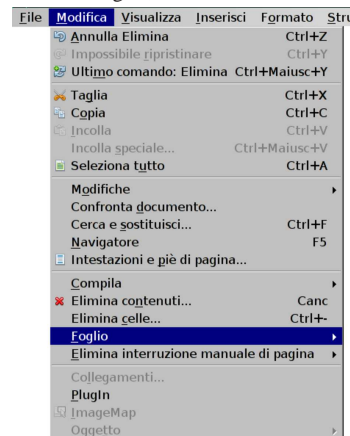 File Modifica Visualizza Inserisci Formato Stru
Annulla Elimina Ctrl+Z
Impossibile ripristinare Ctrl+Y
Ultimo comando: Elimina Ctrl+Maiusc+Y
Taglia Ctrl+X
Copia Ctrl+C
Incolla Ctrl+V
Incolla speciale... Ctrl+Maiusc+V
Seleziona tutto Ctrl+A
Modifiche
Confronta documento...
Cerca e sostituisci... Ctrl+F
Navigatore F5
Intestazioni e piè di pagina...
Compila
Elimina contenuti... Canc
Elimina celle... Ctrl+-
Foglio
Elimina interruzione manuale di pagina
Collegamenti...
PlugIn
ImageMap
Oggetto